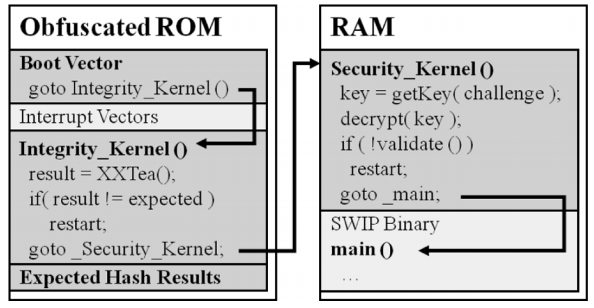 Obfuscated ROM
Boot Vector
goto Integrity_Kernel ()
Interrupt Vectors
Integrity_Kernel ()
result = XXTea();
if( result != expected )
restart;
goto _Security_Kernel;
Expected Hash Results
RAM
Security_Kernel ()
key = getKey( challenge );
decrypt( key );
if ( !validate () )
restart;
goto _main;
SWIP Binary
main ()
...